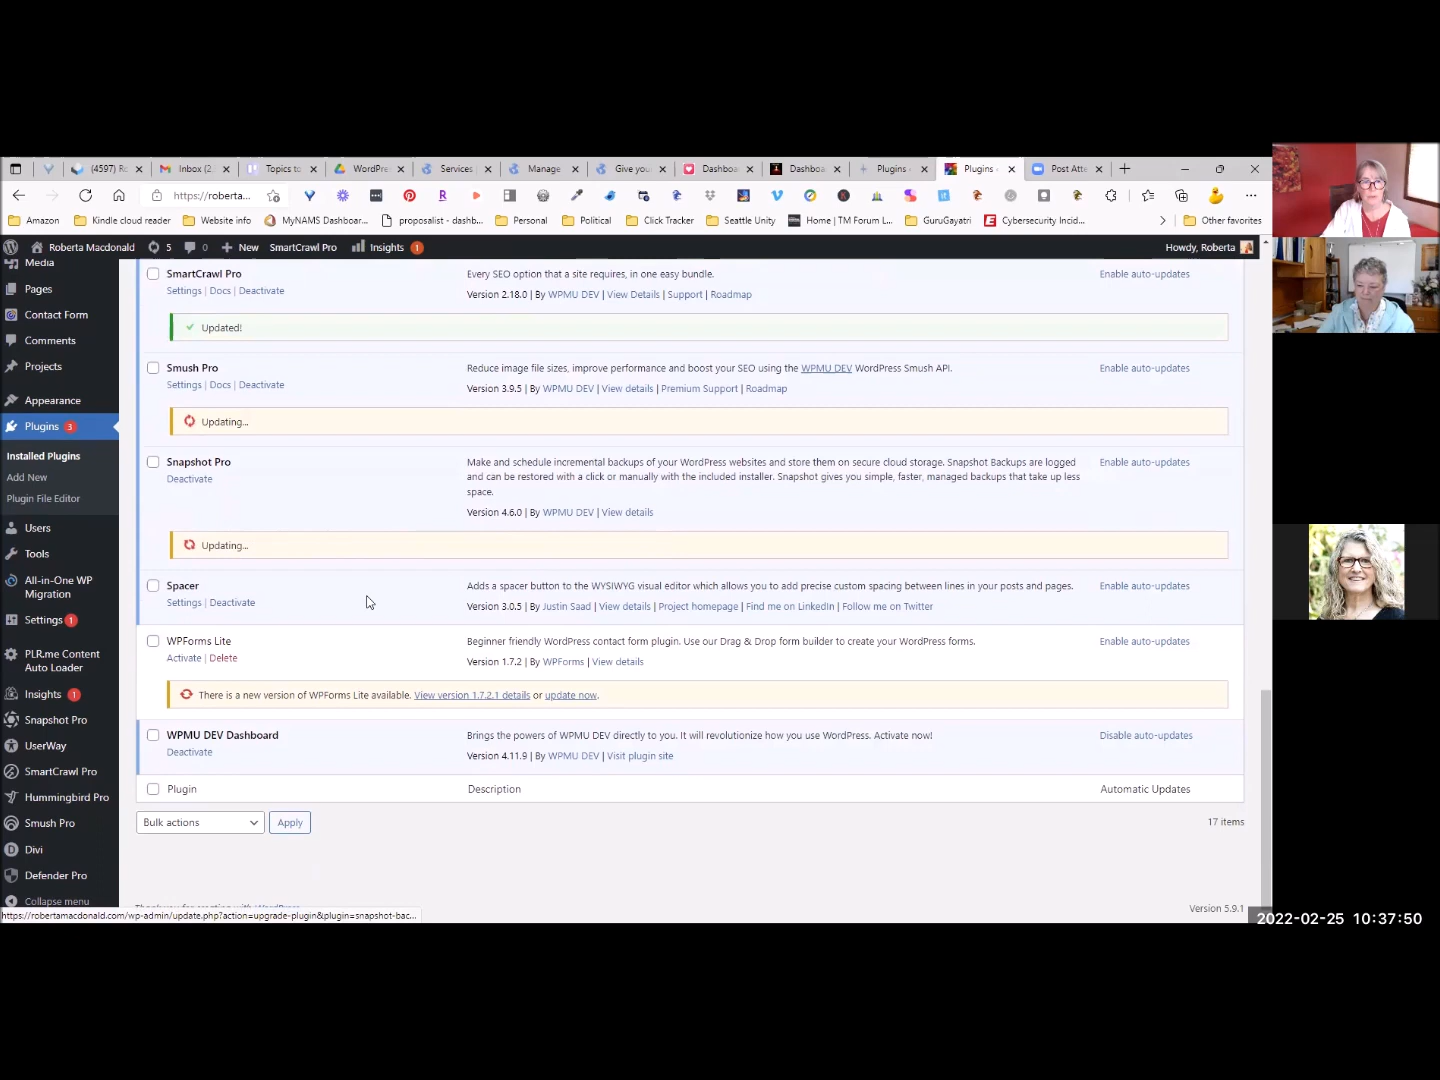 (4597) Ro
Inbox (2
Topics to
WordPre
Services
Manage
Give you
Dashboa
Dashboa
Plugins
Plugins
Post Atte
https://roberta...
Amazon
Kindle cloud reader
Website info
MyNAMS Dashboar...
proposalist - dashb...
Personal
Political
Click Tracker
Seattle Unity
Home | TM Forum L...
GuruGayatri
Cybersecurity Incid...
Other favorites
Roberta Macdonald
5
0
New
SmartCrawl Pro
Insights 1
Howdy, Roberta
Media
Pages
Contact Form
Comments
Projects
Appearance
Plugins 3
Installed Plugins
Add New
Plugin File Editor
Users
Tools
All-in-One WP
Migration
Settings 1
PLR.me Content
Auto Loader
Insights 1
Snapshot Pro
UserWay
SmartCrawl Pro
Hummingbird Pro
Smush Pro
Divi
Defender Pro
Collapse menu
SmartCrawl Pro
Settings | Docs | Deactivate
Every SEO option that a site requires, in one easy bundle.
Version 2.18.0 | By WPMU DEV | View Details | Support | Roadmap
Enable auto-updates
Updated!
Smush Pro
Settings | Docs | Deactivate
Reduce image file sizes, improve performance and boost your SEO using the WPMU DEV WordPress Smush API.
Version 3.9.5 | By WPMU DEV | View details | Premium Support | Roadmap
Enable auto-updates
Updating...
Snapshot Pro
Deactivate
Make and schedule incremental backups of your WordPress websites and store them on secure cloud storage. Snapshot Backups are logged
and can be restored with a click or manually with the included installer. Snapshot gives you simple, faster, managed backups that take up less
space.
Version 4.6.0 | By WPMU DEV | View details
Enable auto-updates
Updating...
Spacer
Settings | Deactivate
Adds a spacer button to the WYSIWYG visual editor which allows you to add precise custom spacing between lines in your posts and pages.
Version 3.0.5 | By Justin Saad | View details | Project homepage | Find me on LinkedIn | Follow me on Twitter
Enable auto-updates
WPForms Lite
Activate | Delete
Beginner friendly WordPress contact form plugin. Use our Drag & Drop form builder to create your WordPress forms.
Version 1.7.2 | By WPForms | View details
Enable auto-updates
There is a new version of WPForms Lite available. View version 1.7.2.1 details or update now.
WPMU DEV Dashboard
Deactivate
Brings the powers of WPMU DEV directly to you. It will revolutionize how you use WordPress. Activate now!
Version 4.11.9 | By WPMU DEV | Visit plugin site
Disable auto-updates
Plugin
Description
Automatic Updates
Bulk actions
Apply
17 items
Version 5.9.1
https://robertamacdonald.com/wp-admin/update.php?action=upgrade-plugin&plugin=snapshot-bac...
2022-02-25 10:37:50